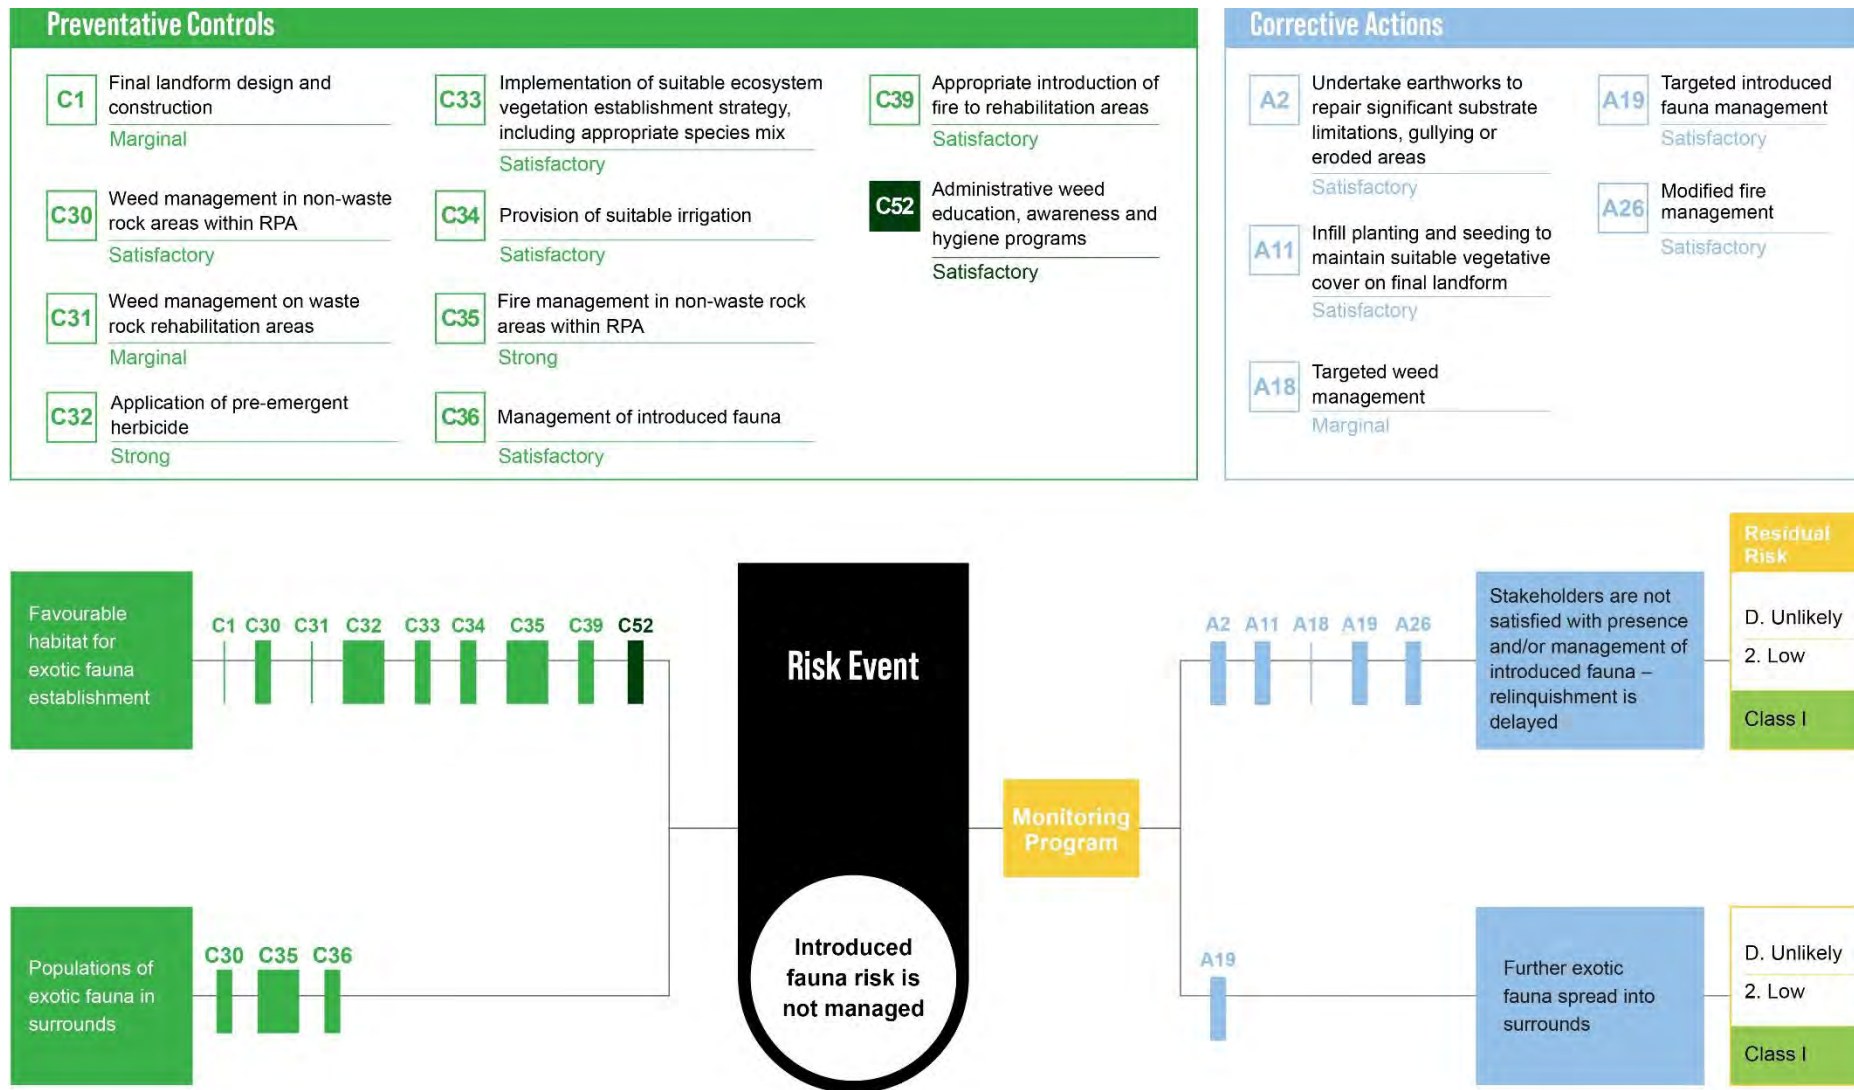 Preventative Controls
C1
Final landform design and
construction
Marginal
C30
Weed management in non-waste
rock areas within RPA
Satisfactory
C31
Weed management on waste
rock rehabilitation areas
Marginal
C32
Application of pre-emergent
herbicide
Strong
C33
Implementation of suitable ecosystem
vegetation establishment strategy,
including appropriate species mix
Satisfactory
C34
Provision of suitable irrigation
Satisfactory
C35
Fire management in non-waste rock
areas within RPA
Strong
C36
Management of introduced fauna
Satisfactory
C39
Appropriate introduction of
fire to rehabilitation areas
Satisfactory
C52
Administrative weed
education, awareness and
hygiene programs
Satisfactory
Corrective Actions
A2
Undertake earthworks to
repair significant substrate
limitations, gullying or
eroded areas
Satisfactory
A11
Infill planting and seeding to
maintain suitable vegetative
cover on final landform
Satisfactory
A18
Targeted weed
management
Marginal
A19
Targeted introduced
fauna management
Satisfactory
A26
Modified fire
management
Satisfactory
Favourable
habitat for
exotic fauna
establishment
C1 C30 C31 C32 C33 C34 C35 C39 C52
Populations of
exotic fauna in
surrounds
C30 C35 C36
Risk Event
Introduced
fauna risk is
not managed
Monitoring
Program
A2 A11 A18 A19 A26
Stakeholders are not
satisfied with presence
and/or management of
introduced fauna –
relinquishment is
delayed
Residual
Risk
D. Unlikely
2. Low
Class I
A19
Further exotic
fauna spread into
surrounds
D. Unlikely
2. Low
Class I